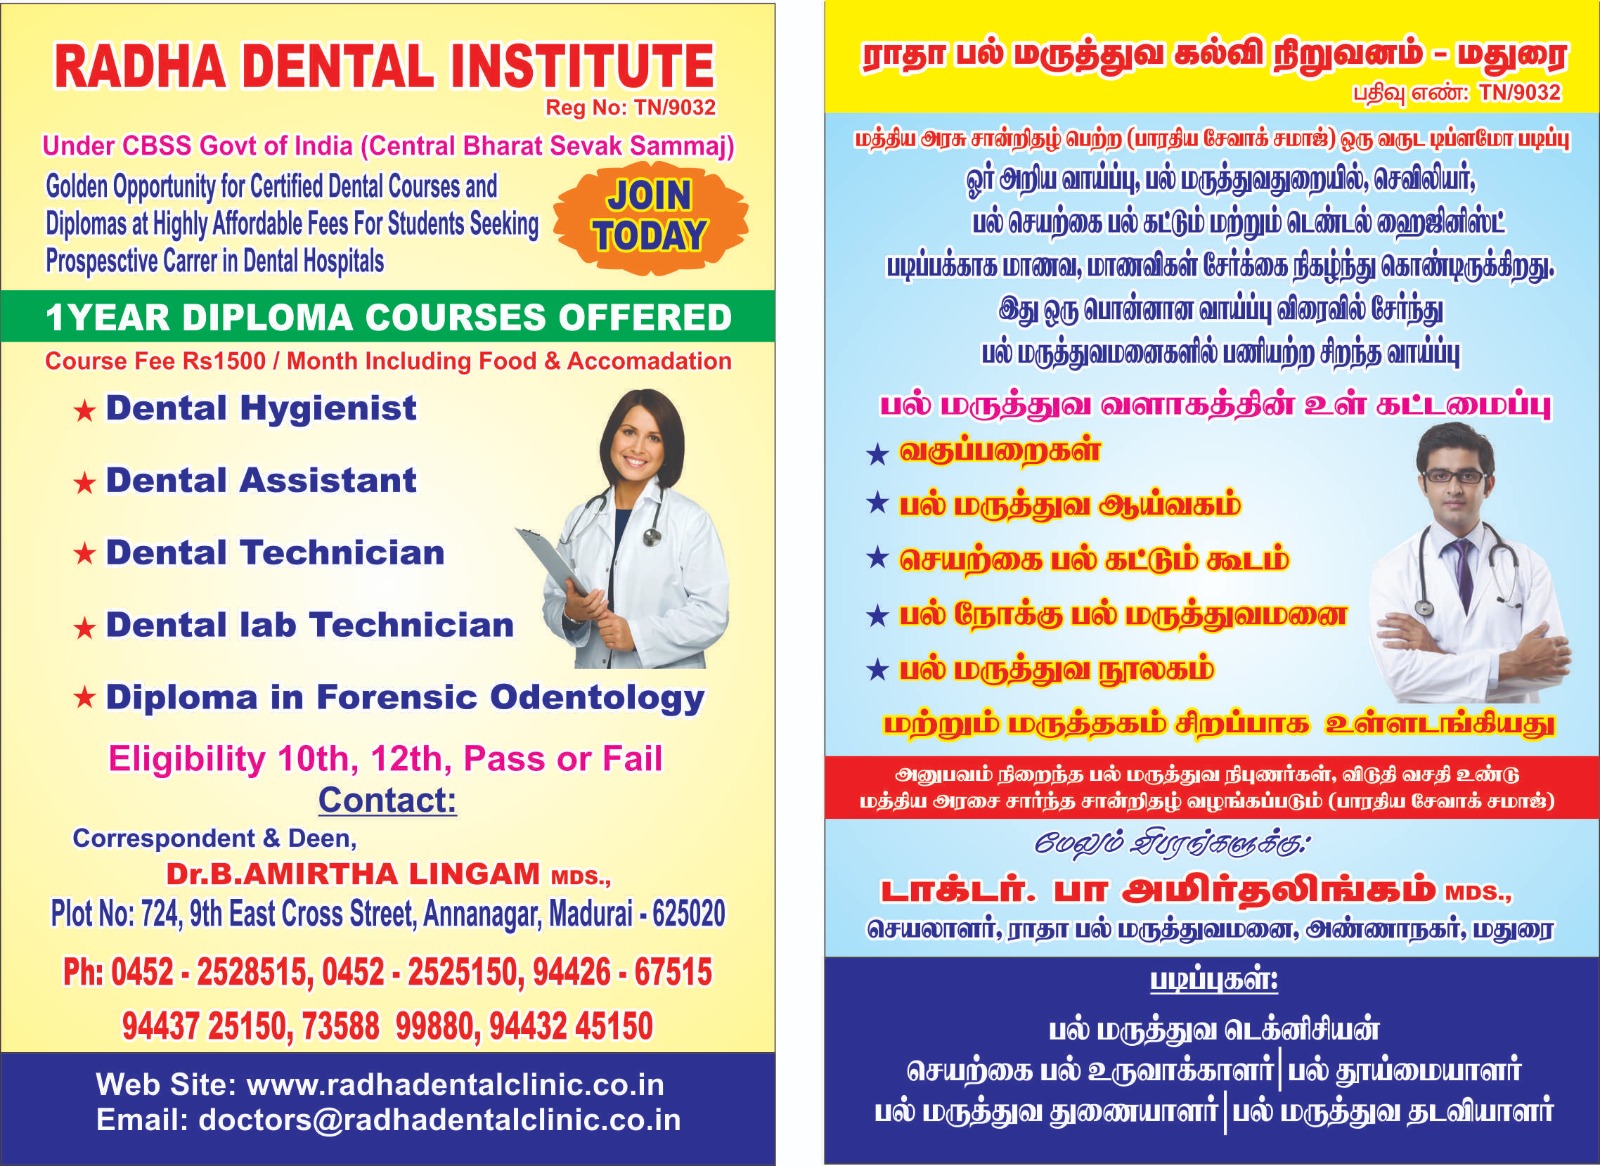 RADHA DENTAL INSTITUTE
Reg No: TN/9032
Under CBSS Govt of India (Central Bharat Sevak Sammaj)
Golden Opportunity for Certified Dental Courses and
Diplomas at Highly Affordable Fees For Students Seeking
Prospesctive Carrer in Dental Hospitals
JOIN
TODAY
1YEAR DIPLOMA COURSES OFFERED
Course Fee Rs1500 / Month Including Food & Accomadation
Dental Hygienist
Dental Assistant
Dental Technician
Dental lab Technician
Diploma in Forensic Odentology
Eligibility 10th, 12th, Pass or Fail
Contact:
Correspondent & Deen,
Dr.B.AMIRTHA LINGAM MDS.,
Plot No: 724, 9th East Cross Street, Annanagar, Madurai - 625020
Ph: 0452 - 2528515, 0452 - 2525150, 94426 - 67515
94437 25150, 73588 99880, 94432 45150
Web Site: www.radhadentalclinic.co.in
Email: doctors@radhadentalclinic.co.in
ராதா பல் மருத்துவ கல்வி நிறுவனம் - மதுரை
பதிவு எண்: TN/9032
மத்திய அரசு சான்றிதழ் பெற்ற (பாரதிய சேவாக் சமாஜ்) ஒரு வருட டிப்ளமோ படிப்பு
ஓர் அறிய வாய்ப்பு, பல் மருத்துவதுறையில், செவிலியர்,
பல் செயற்கை பல் கட்டும் மற்றும் டெண்டல் ஹைஜினிஸ்ட்
படிப்பக்காக மாணவ, மாணவிகள் சேர்க்கை நிகழ்ந்து கொண்டிருக்கிறது.
இது ஒரு பொன்னான வாய்ப்பு விரைவில் சேர்ந்து
பல் மருத்துவமனைகளில் பணியற்ற சிறந்த வாய்ப்பு
பல் மருத்துவ வளாகத்தின் உள் கட்டமைப்பு
வகுப்பறைகள்
பல் மருத்துவ ஆய்வகம்
செயற்கை பல் கட்டும் கூடம்
பல் நோக்கு பல் மருத்துவமனை
பல் மருத்துவ நூலகம்
மற்றும் மருத்தகம் சிறப்பாக உள்ளடங்கியது
அனுபவம் நிறைந்த பல் மருத்துவ நிபுணர்கள், விடுதி வசதி உண்டு
மத்திய அரசை சார்ந்த சான்றிதழ் வழங்கப்படும் (பாரதிய சேவாக் சமாஜ்)
மேலும் விபரங்களுக்கு:
டாக்டர். பா அமிர்தலிங்கம் MDS.,
செயலாளர், ராதா பல் மருத்துவமனை, அண்ணாநகர், மதுரை
படிப்புகள்:
பல் மருத்துவ டெக்னிசியன்
செயற்கை பல் உருவாக்காளர் | பல் தூய்மையாளர்
பல் மருத்துவ துணையாளர் | பல் மருத்துவ தடவியாளர்